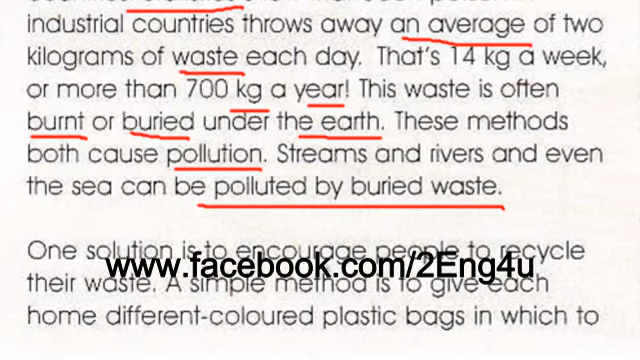 industrial countries throws away an average of two
kilograms of waste each day. That's 14 kg a week,
or more than 700 kg a year! This waste is often
burnt or buried under the earth. These methods
both cause pollution. Streams and rivers and even
the sea can be polluted by buried waste.
One solution is to encourage people to recycle
www.facebook.com/2Eng4u
their waste. A simple method is to give each
home different-coloured plastic bags in which to